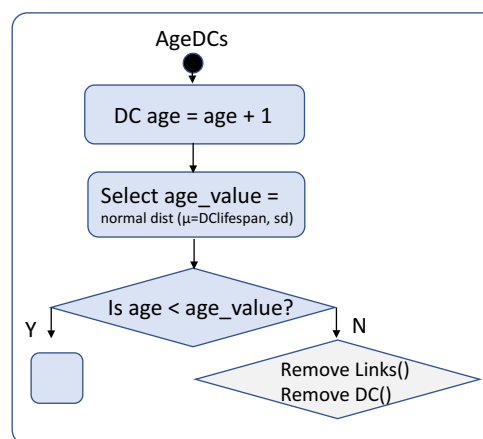 AgeDCs
DC age = age + 1
Select age_value =
normal dist (µ=DClifespan, sd)
Is age < age_value?
Y
N
Remove Links()
Remove DC()